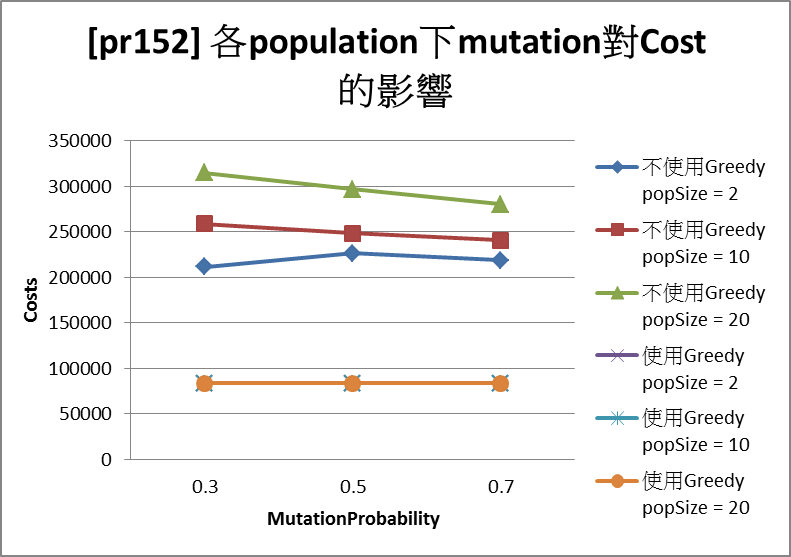 [pr152] 各population下mutation對Cost
的影響
350000
300000
250000
200000
150000
100000
50000
0
Costs
0.3
0.5
0.7
MutationProbability
不使用Greedy
popSize = 2
不使用Greedy
popSize = 10
不使用Greedy
popSize = 20
使用Greedy
popSize = 2
使用Greedy
popSize = 10
使用Greedy
popSize = 20